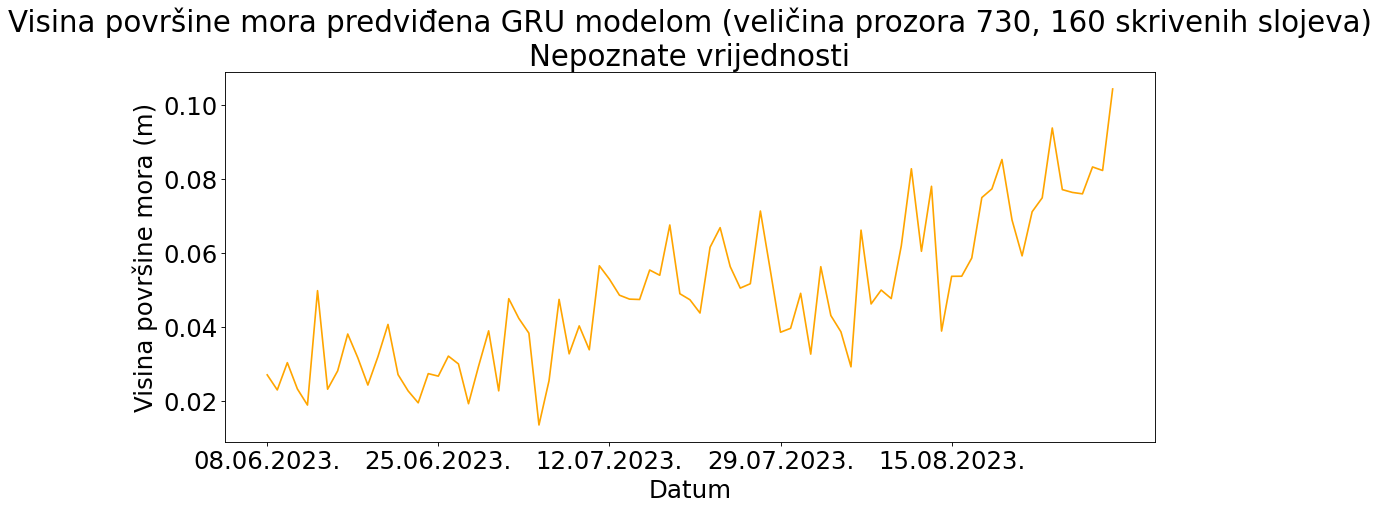 Visina površine mora predviđena GRU modelom (veličina prozora 730, 160 skrivenih slojeva)
Nepoznate vrijednosti
Visina površine mora (m)
0.10
0.08
0.06
0.04
0.02
08.06.2023. 25.06.2023. 12.07.2023. 29.07.2023. 15.08.2023.
Datum